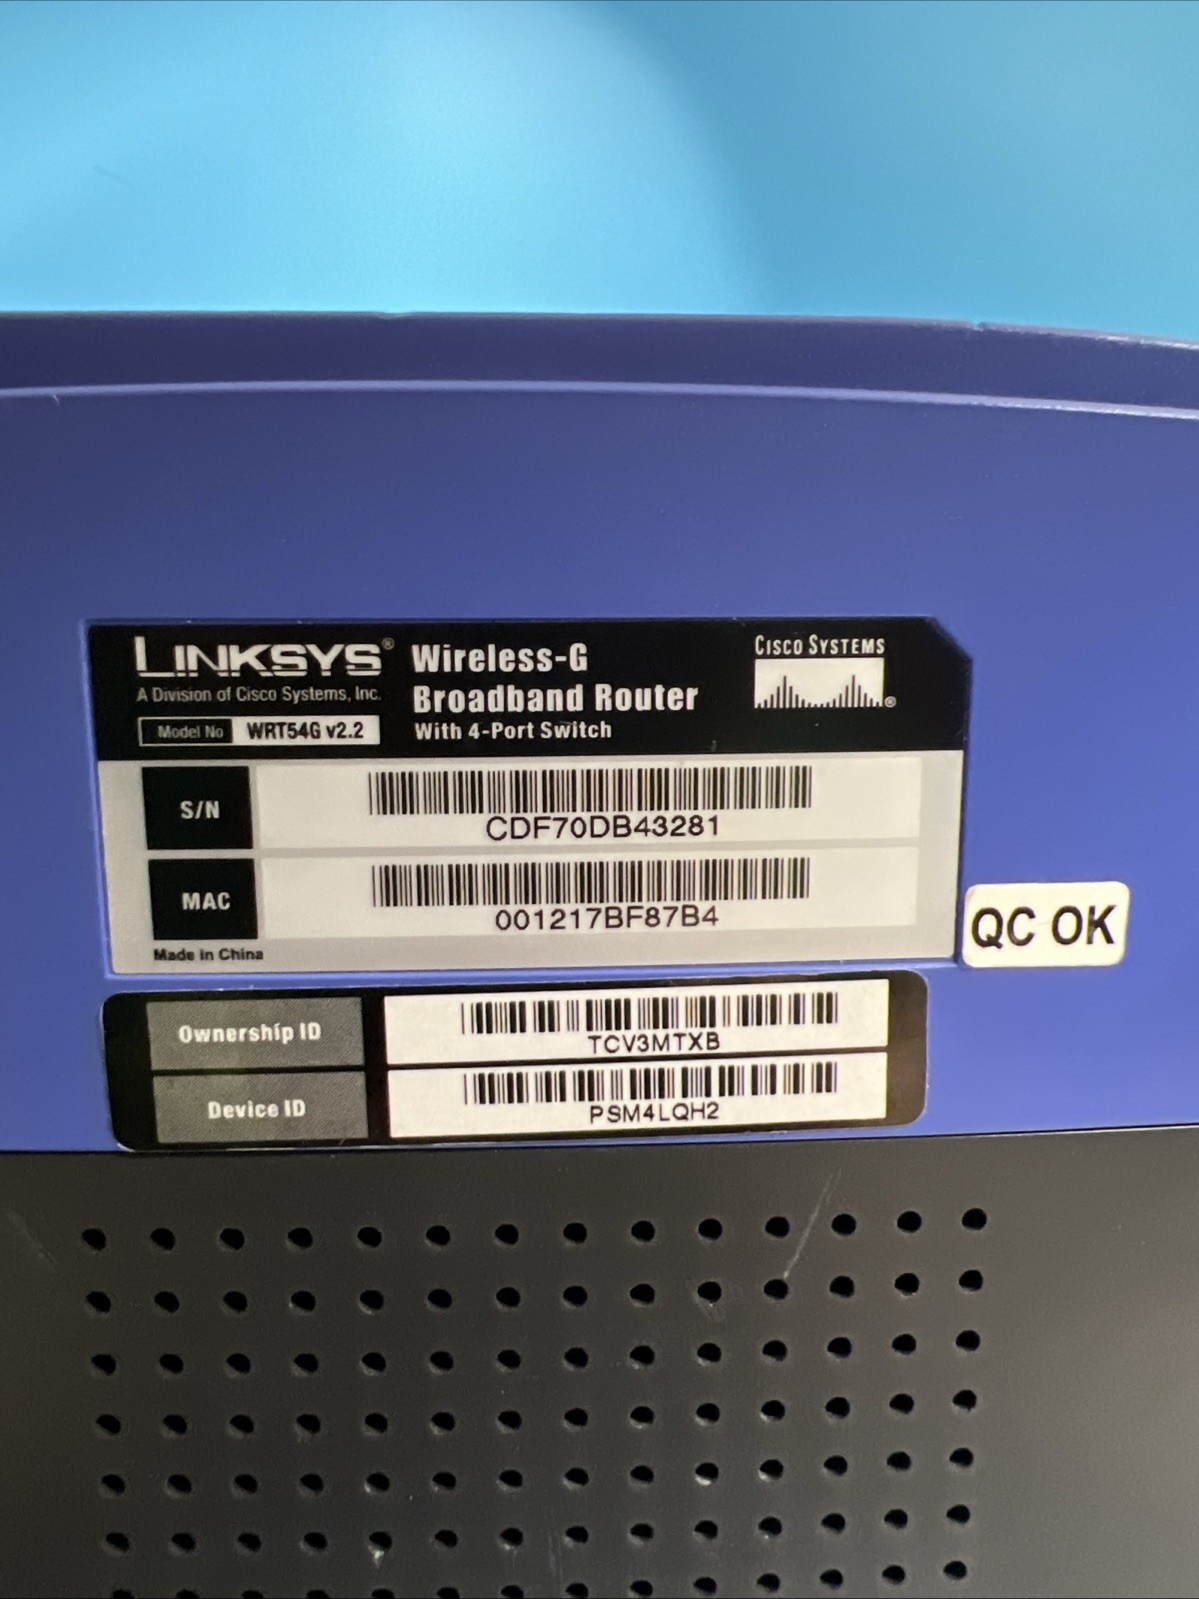 LINKSYS®
A Division of Cisco Systems, Inc.
Model No WRT54G v2.2
Wireless-G
Broadband Router
With 4-Port Switch
CISCO SYSTEMS
®
S/N
CDF70DB43281
MAC
001217BF87B4
Made in China
QC OK
Ownership ID
TCV3MTXB
Device ID
PSM4LQH2